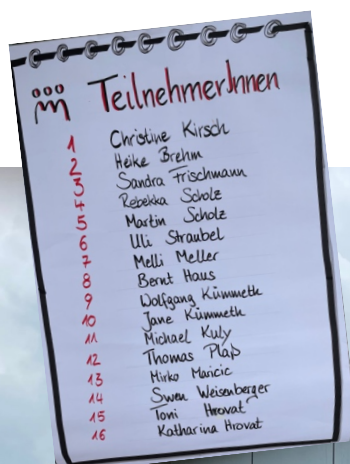 TeilnehmerInnen
1 Christine Kirsch
2 Heike Brehm
3 Sandra Frischmann
4 Rebekka Scholz
5 Martin Scholz
6 Uli Straubel
7 Melli Meller
8 Bernt Haus
9 Wolfgang Kümmeth
10 Jane Kümmeth
11 Michael Kuly
12 Thomas Plaß
13 Mirko Maricic
14 Swen Weisenberger
15 Toni Hrovat
16 Katharina Hrovat